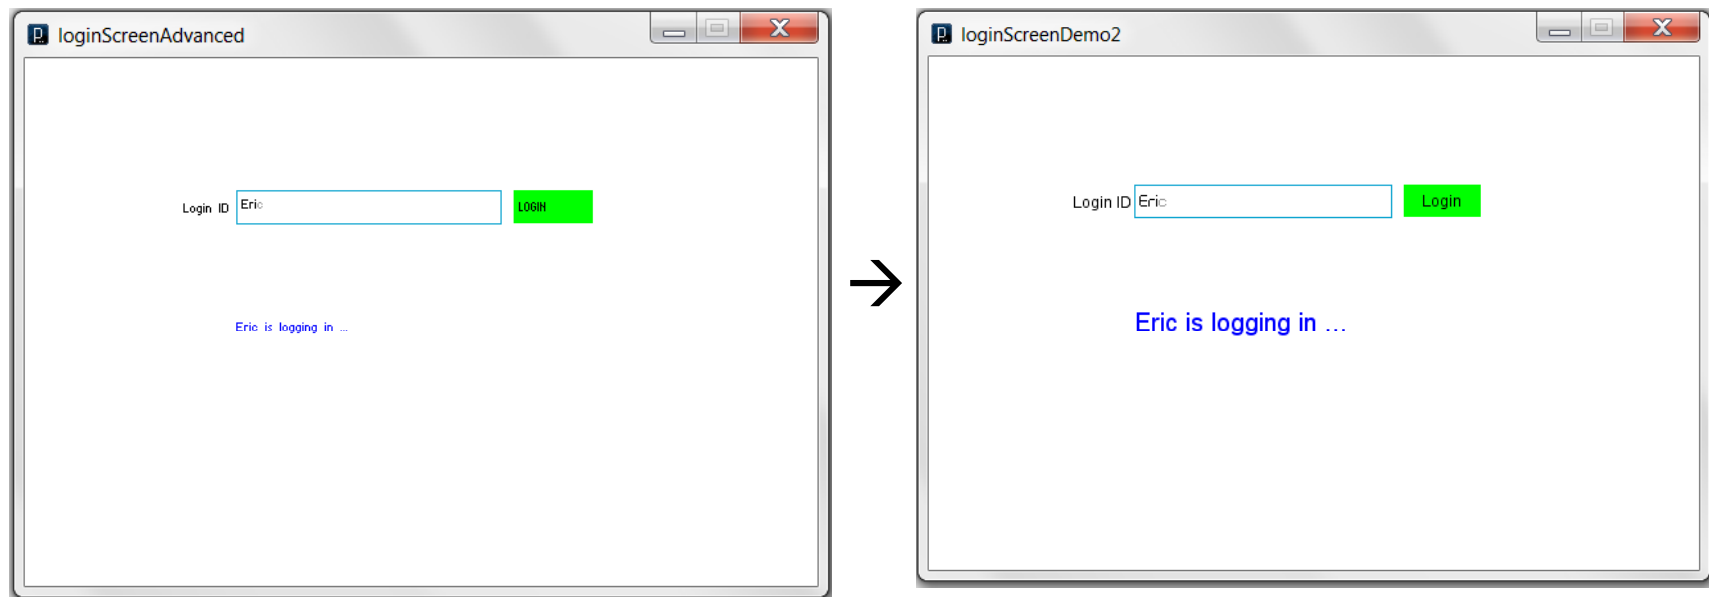 loginScreenAdvanced
Login ID Eric LOGIN
Eric is logging in ...
→
loginScreenDemo2
Login ID Eric Login
Eric is logging in ...